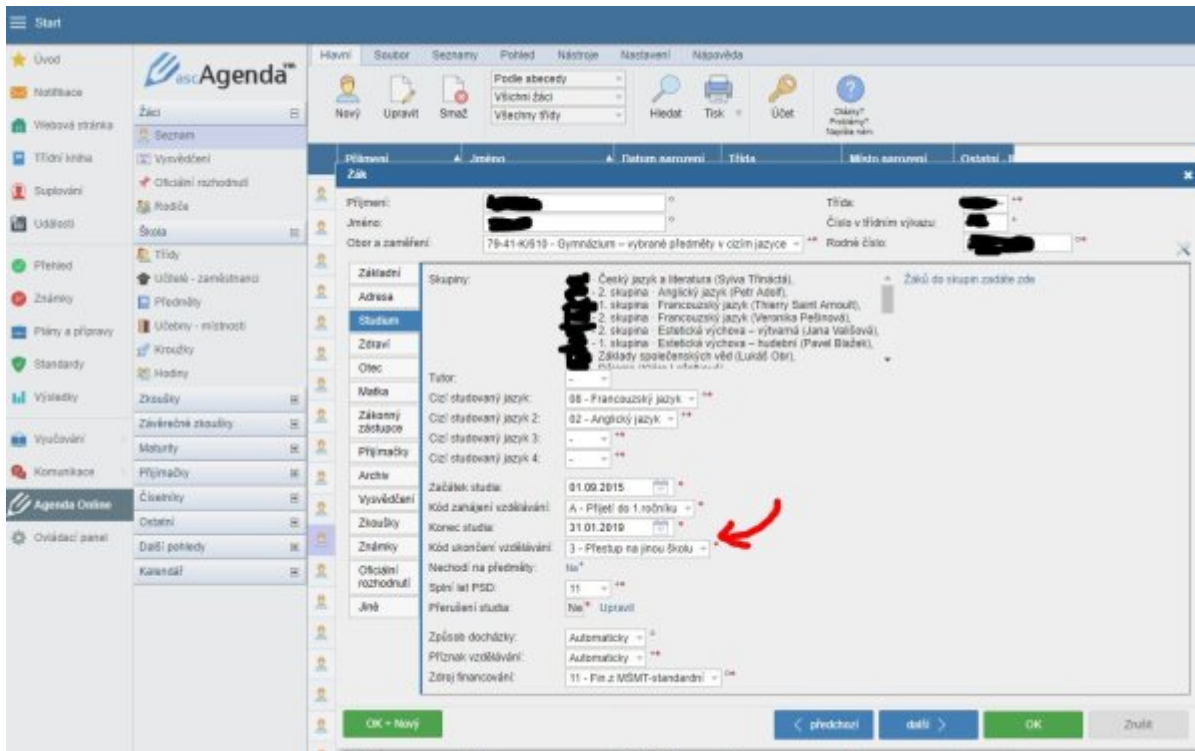 Start
Úvod
Notifikace
Webová stránka
Třídní kniha
Suplování
Události
Přehled
Známky
Plány a přípravy
Standardy
Výsledky
Vyučování
Komunikace
Agenda Online
Ovládací panel
ascAgenda™
Žáci
Seznam
Vysvědčení
Oficiální rozhodnutí
Rodiče
Škola
Třídy
Učitelé - zaměstnanci
Předměty
Učebny - místnosti
Kroužky
Hodiny
Zkoušky
Závěrečné zkoušky
Maturity
Přijímačky
Číselníky
Ostatní
Další pohledy
Kalendář
Hlavní Soubor Seznamy Pohled Nástroje Nastavení Nápověda
Nový Upravit Smaž
Podle abecedy
Všichni žáci
Všechny třídy
Hledat Tisk Účet
Otázky?
Problémy?
Napište nám
Příjmení Jméno Datum narození Třída Místo narození Ostatní
Žák
Příjmení: Třída:
Jméno: Číslo v třídním výkazu:
Obor a zaměření: 79-41-K/610 - Gymnázium – vybrané předměty v cizím jazyce Rodné číslo:
Základní
Adresa
Studium
Zdraví
Otec
Matka
Zákonný
zástupce
Přijímačky
Archiv
Vysvědčení
Zkoušky
Známky
Oficiální
rozhodnutí
Jiné
Skupiny: - Český jazyk a literatura (Sylva Třináctá), Žáků do skupin zadáte zde
- 2. skupina - Anglický jazyk (Petr Adolf),
1. skupina - Francouzský jazyk (Thierry Saint Arnoult),
- 2. skupina - Francouzský jazyk (Veronika Pešinová),
- 2. skupina - Estetická výchova – výtvarná (Jana Vališová),
- 1. skupina - Estetická výchova – hudební (Pavel Blažek),
Základy společenských věd (Lukáš Obr),
Tutor: -
Cizí studovaný jazyk: 08 - Francouzský jazyk
Cizí studovaný jazyk 2: 02 - Anglický jazyk
Cizí studovaný jazyk 3: -
Cizí studovaný jazyk 4: -
Začátek studia: 01.09.2015
Kód zahájení vzdělávání: A - Přijetí do 1.ročníku
Konec studia: 31.01.2019
Kód ukončení vzdělávání: 3 - Přestup na jinou školu
Nechodí na předměty: Ne
Splní let PSD: 11
Přerušení studia: Ne Upravit
Způsob docházky: Automaticky
Příznak vzdělávání: Automaticky
Zdroj financování: 11 - Fin.z MŠMT-standardní
OK + Nový < předchozí další > OK Zrušit